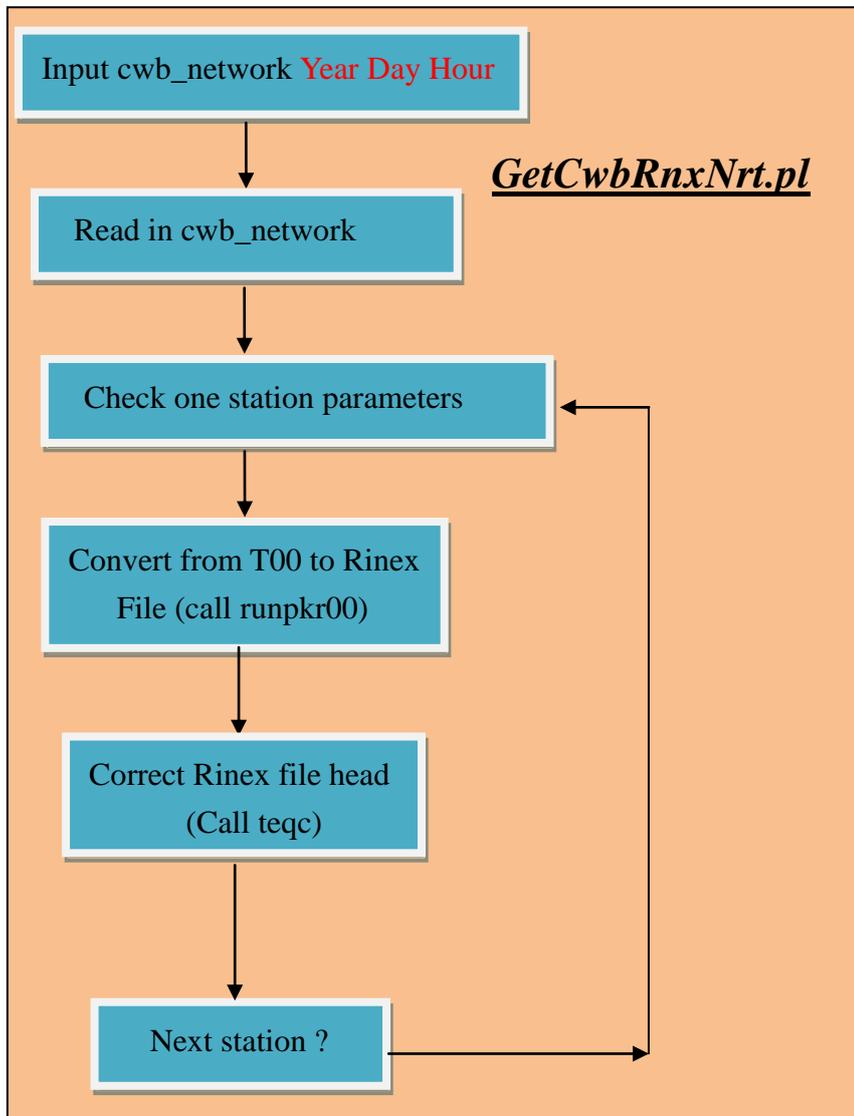 Input cwb_network Year Day Hour
GetCwbRnxNrt.pl
Read in cwb_network
Check one station parameters
Convert from T00 to Rinex
File (call runpkr00)
Correct Rinex file head
(Call teqc)
Next station ?